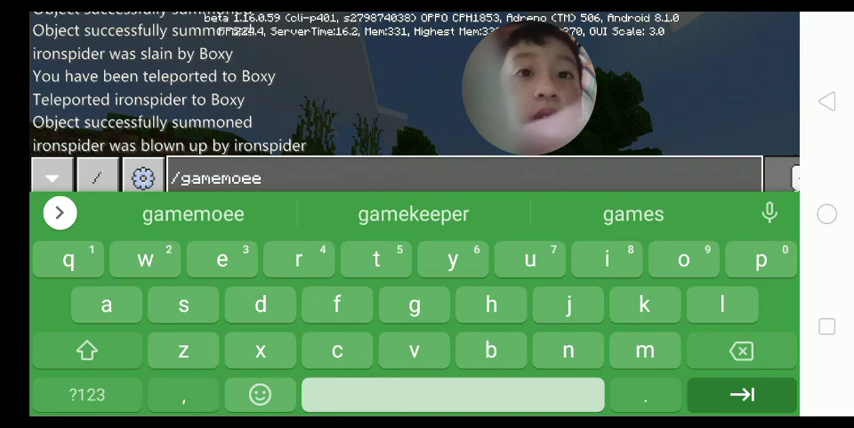 Object successfully summoned
beta 1.16.0.59 (cli-p401, s279874038) OPPO CPH1853, Adreno (TM) 506, Android 8.1.0
Object successfully
ServerTime:16.2, Mem:331, Highest Mem:
GUI Scale: 3.0
ironspider was slain by Boxy
You have been teleported to Boxy
Teleported ironspider to Boxy
Object successfully summoned
ironspider was blown up by ironspider
/ /gamemoee
gamemoee gamekeeper games
q 1 w 2 e 3 r 4 t 5 y 6 u 7 i 8 o 9 p 0
a s d f g h j k l
z x c v b n m
?123 , .